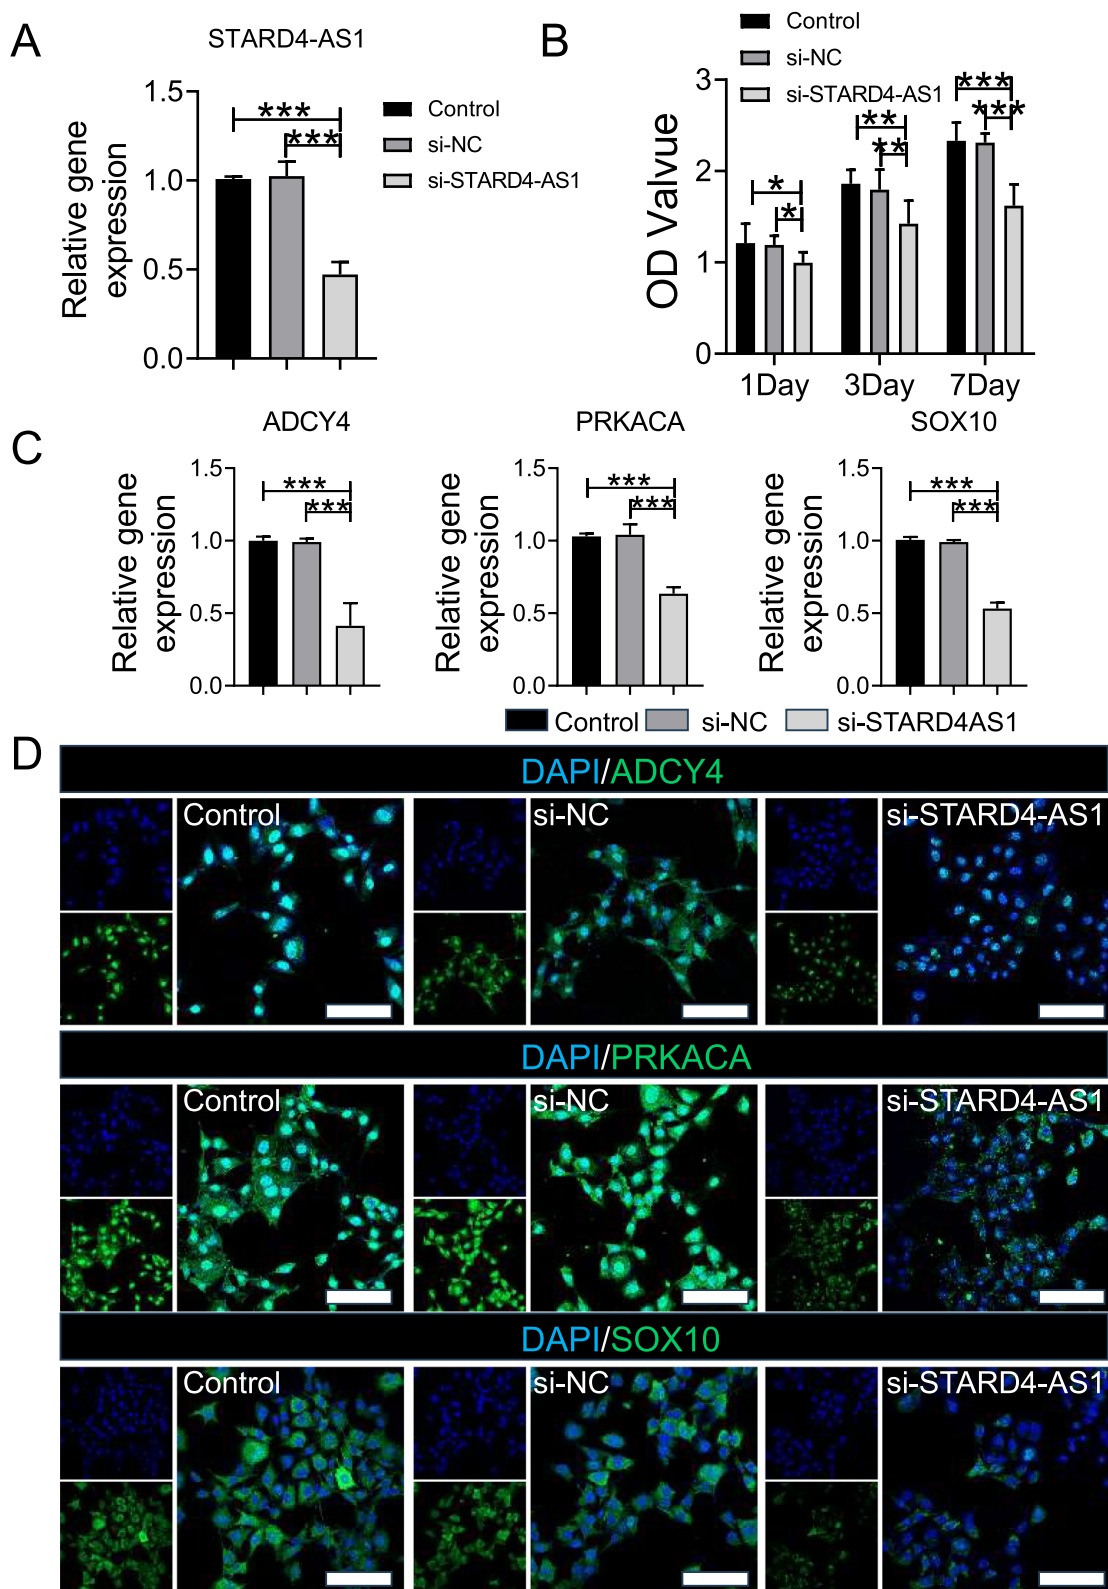 A
STARD4-AS1
Relative gene
expression
1.5
1.0
0.5
0.0
***
***
Control
si-NC
si-STARD4-AS1
B
Control
si-NC
si-STARD4-AS1
OD Valvue
3
2
1
0
*
*
**
**
***
***
1Day
3Day
7Day
C
ADCY4
Relative gene
expression
1.5
1.0
0.5
0.0
***
***
PRKACA
Relative gene
expression
1.5
1.0
0.5
0.0
***
***
SOX10
Relative gene
expression
1.5
1.0
0.5
0.0
***
***
Control
si-NC
si-STARD4AS1
D
DAPI/ADCY4
Control
si-NC
si-STARD4-AS1
DAPI/PRKACA
Control
si-NC
si-STARD4-AS1
DAPI/SOX10
Control
si-NC
si-STARD4-AS1